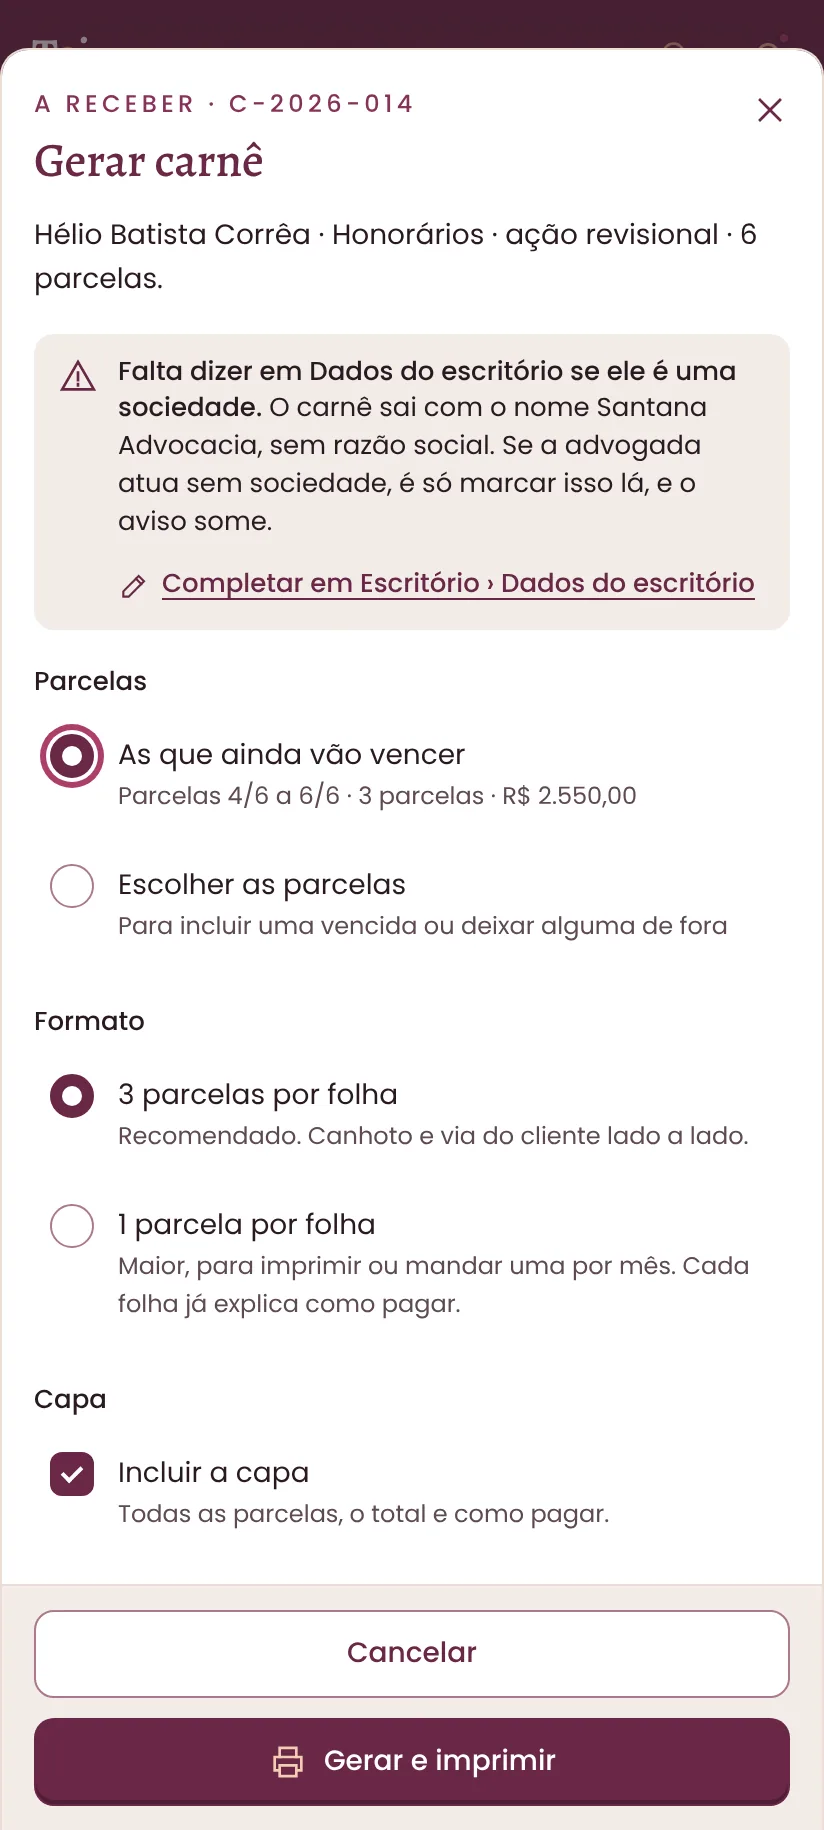 A RECEBER · C-2026-014
Gerar carnê
Hélio Batista Corrêa · Honorários · ação revisional · 6
parcelas.
Falta dizer em Dados do escritório se ele é uma
sociedade. O carnê sai com o nome Santana
Advocacia, sem razão social. Se a advogada
atua sem sociedade, é só marcar isso lá, e o
aviso some.
Completar em Escritório › Dados do escritório
Parcelas
As que ainda vão vencer
Parcelas 4/6 a 6/6 · 3 parcelas · R$ 2.550,00
Escolher as parcelas
Para incluir uma vencida ou deixar alguma de fora
Formato
3 parcelas por folha
Recomendado. Canhoto e via do cliente lado a lado.
1 parcela por folha
Maior, para imprimir ou mandar uma por mês. Cada
folha já explica como pagar.
Capa
Incluir a capa
Todas as parcelas, o total e como pagar.
Cancelar
Gerar e imprimir